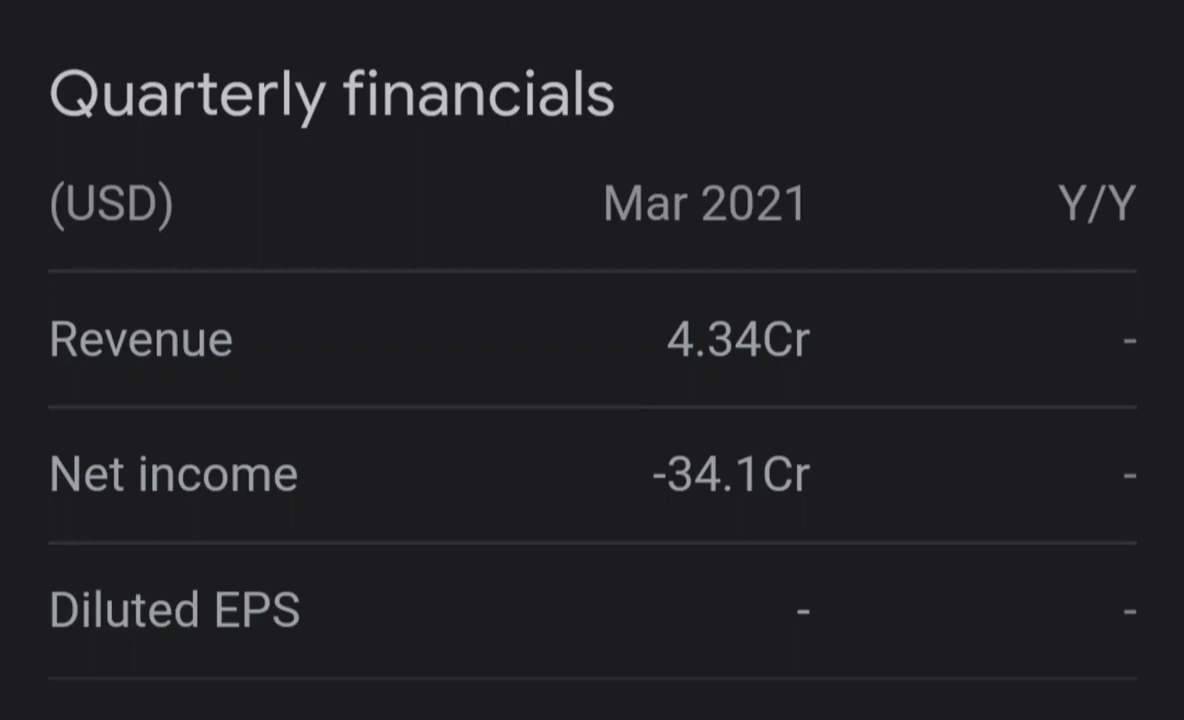 Quarterly financials
(USD) Mar 2021 Y/Y
Revenue 4.34Cr -
Net income -34.1Cr -
Diluted EPS - -